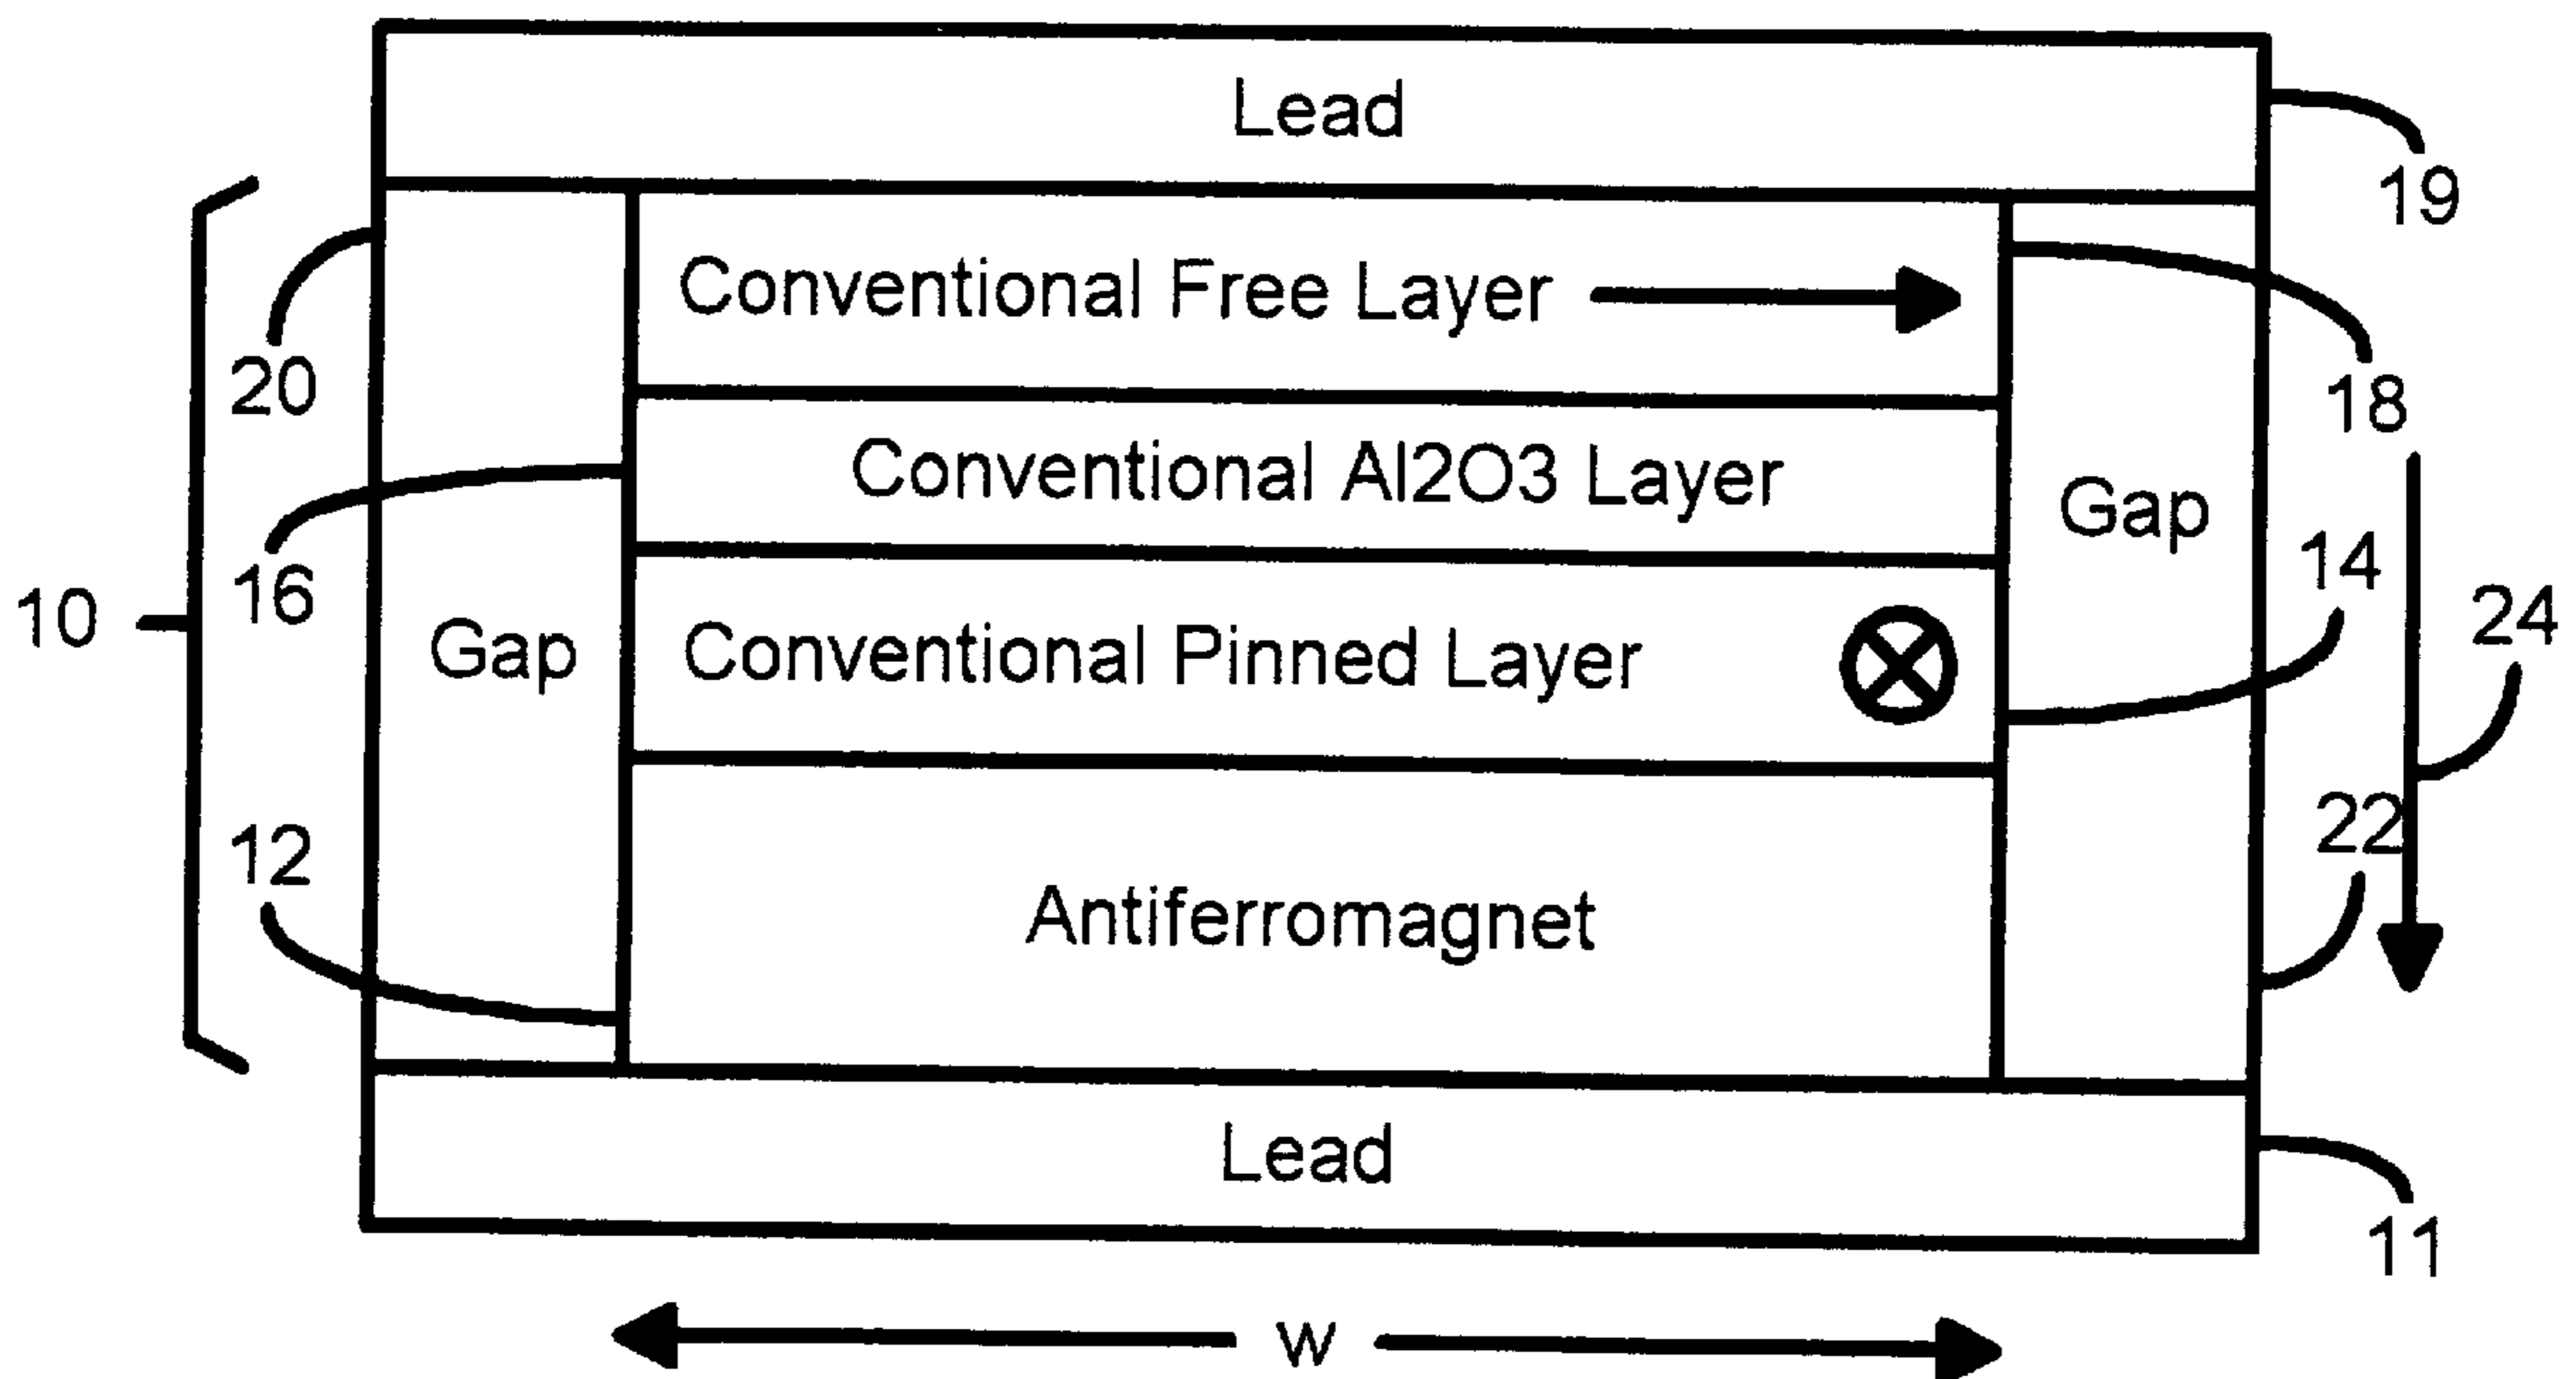 Lead
19
Conventional Free Layer
20
18
Conventional Al2O3 Layer
Gap
16
14
10
24
Gap
Conventional Pinned Layer
12
22
Antiferromagnet
Lead
11
W